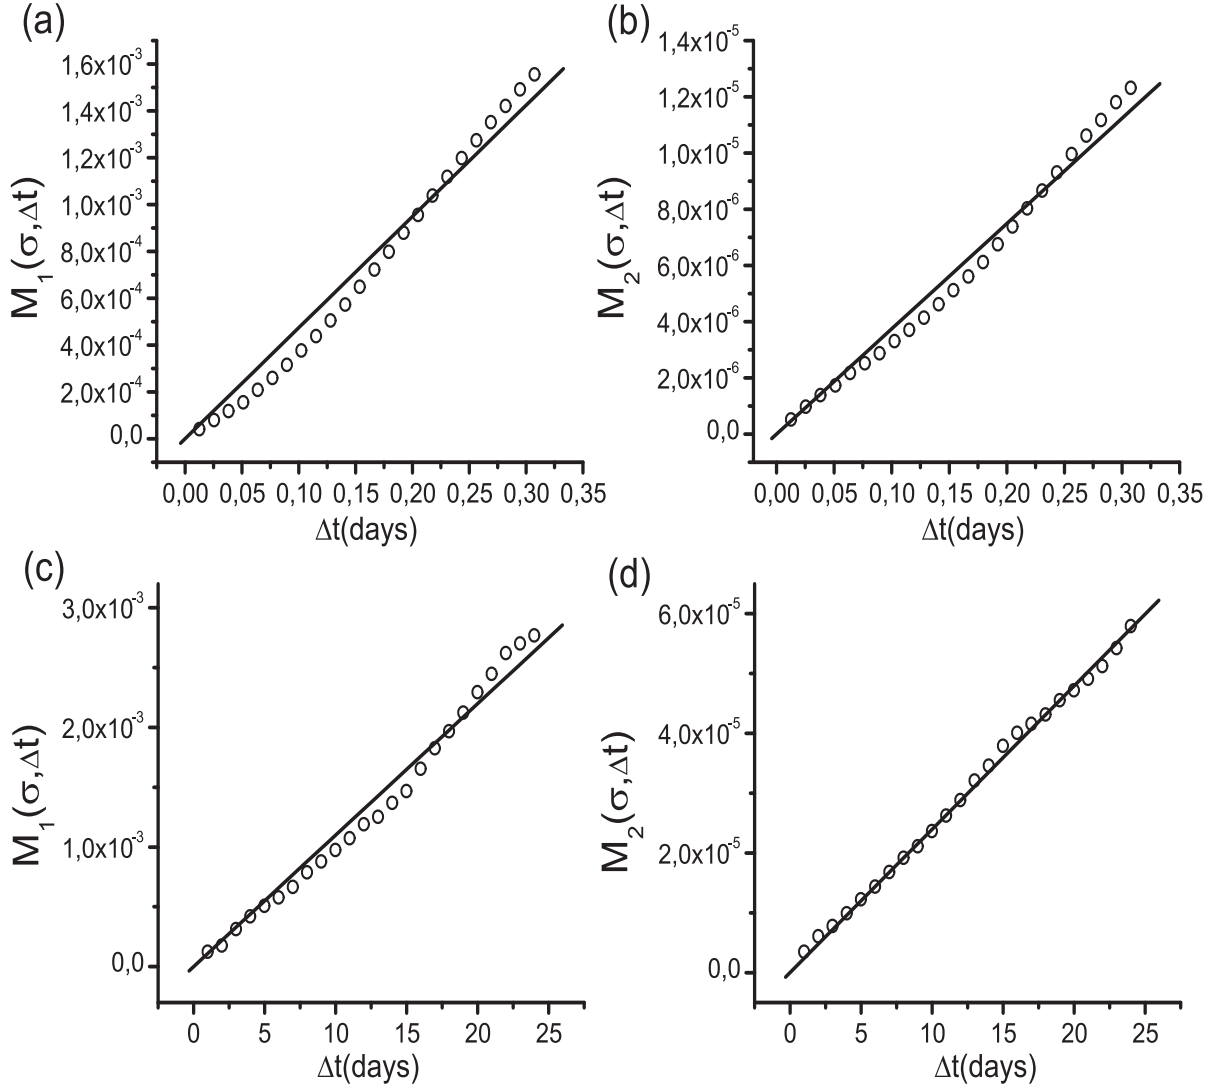 (a)
1,6x10⁻³
1,4x10⁻³
1,2x10⁻³
1,0x10⁻³
8,0x10⁻⁴
6,0x10⁻⁴
4,0x10⁻⁴
2,0x10⁻⁴
0,0
M₁(σ,Δt)
0,00 0,05 0,10 0,15 0,20 0,25 0,30 0,35
Δt(days)
(b)
1,4x10⁻⁵
1,2x10⁻⁵
1,0x10⁻⁵
8,0x10⁻⁶
6,0x10⁻⁶
4,0x10⁻⁶
2,0x10⁻⁶
0,0
M₂(σ,Δt)
0,00 0,05 0,10 0,15 0,20 0,25 0,30 0,35
Δt(days)
(c)
3,0x10⁻³
2,0x10⁻³
1,0x10⁻³
0,0
M₁(σ,Δt)
0 5 10 15 20 25
Δt(days)
(d)
6,0x10⁻⁵
4,0x10⁻⁵
2,0x10⁻⁵
0,0
M₂(σ,Δt)
0 5 10 15 20 25
Δt(days)